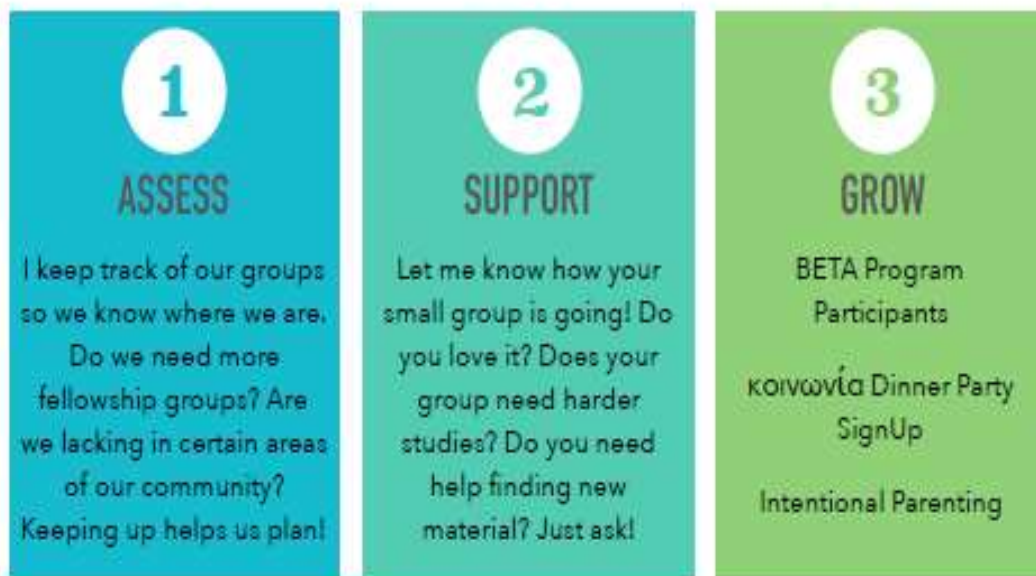 1
ASSESS
I keep track of our groups
so we know where we are.
Do we need more
fellowship groups? Are
we lacking in certain areas
of our community?
Keeping up helps us plan!
2
SUPPORT
Let me know how your
small group is going! Do
you love it? Does your
group need harder
studies? Do you need
help finding new
material? Just ask!
3
GROW
BETA Program
Participants
κοινωνία Dinner Party
SignUp
Intentional Parenting